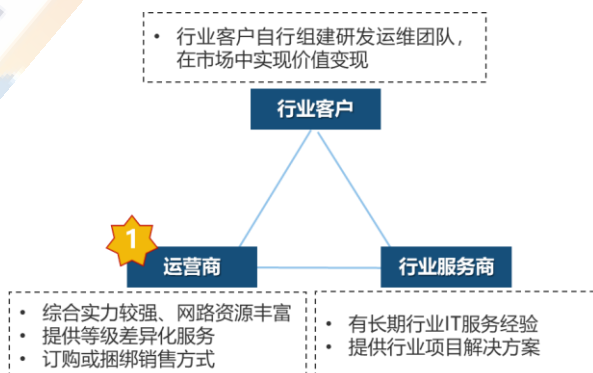 • 行业客户自行组建研发运维团队，
在市场中实现价值变现
行业客户
1
运营商
行业服务商
• 综合实力较强、网路资源丰富
• 提供等级差异化服务
• 订购或捆绑销售方式
• 有长期行业IT服务经验
• 提供行业项目解决方案